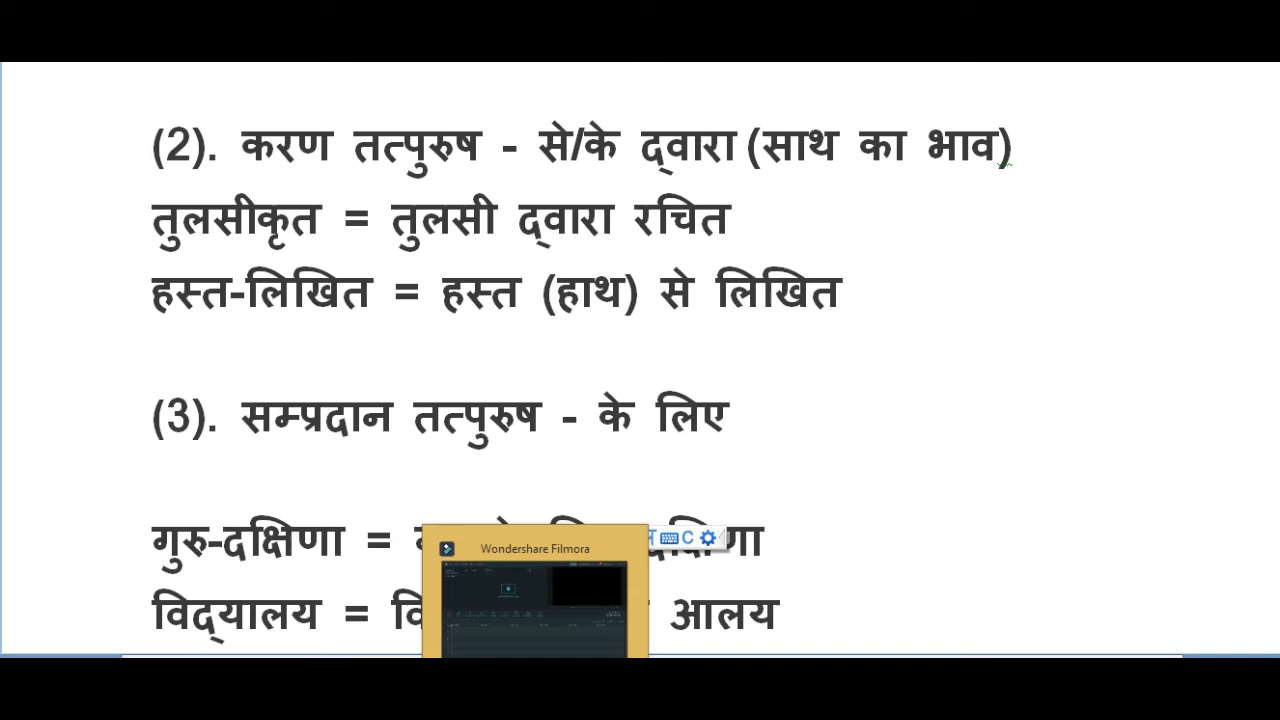 (2). करण तत्पुरुष - से/के द्वारा (साथ का भाव)
तुलसीकृत = तुलसी द्वारा रचित
हस्त-लिखित = हस्त (हाथ) से लिखित
(3). सम्प्रदान तत्पुरुष - के लिए
गुरु-दक्षिणा =
Wondershare Filmora
विद्यालय = आलय